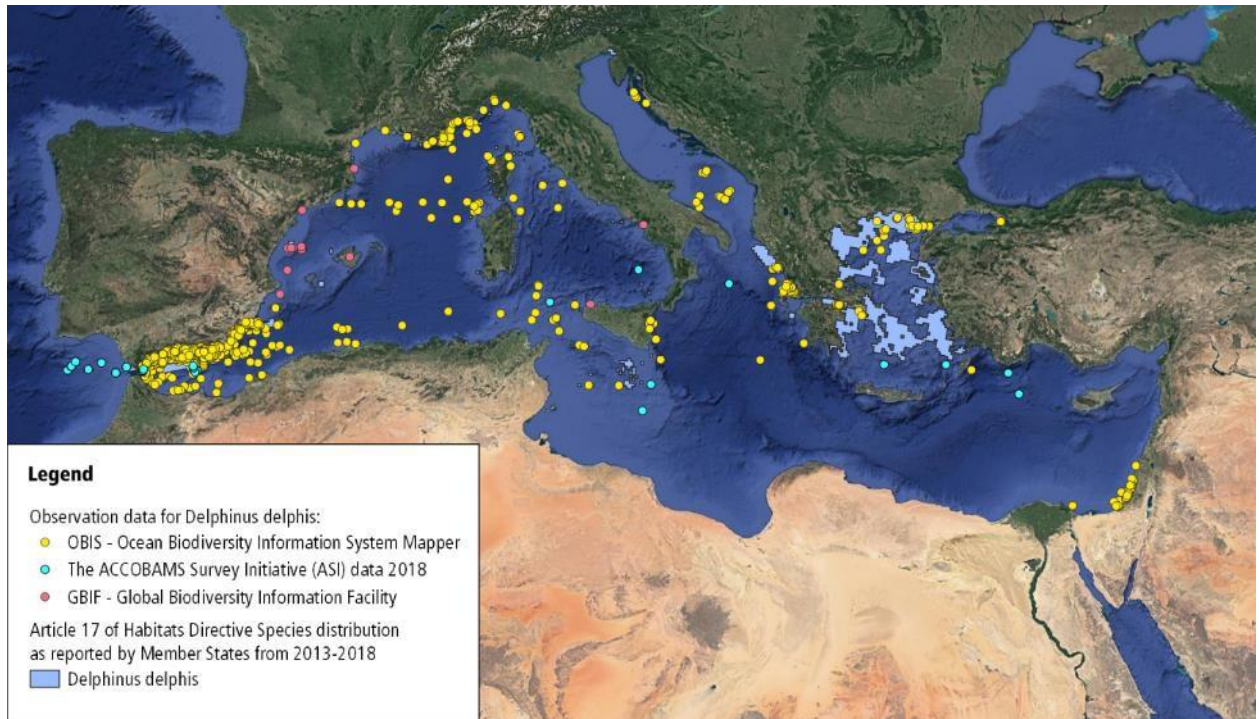 Legend
Observation data for Delphinus delphis:
OBIS - Ocean Biodiversity Information System Mapper
The ACCOBAMS Survey Initiative (ASI) data 2018
GBIF - Global Biodiversity Information Facility
Article 17 of Habitats Directive Species distribution
as reported by Member States from 2013-2018
Delphinus delphis